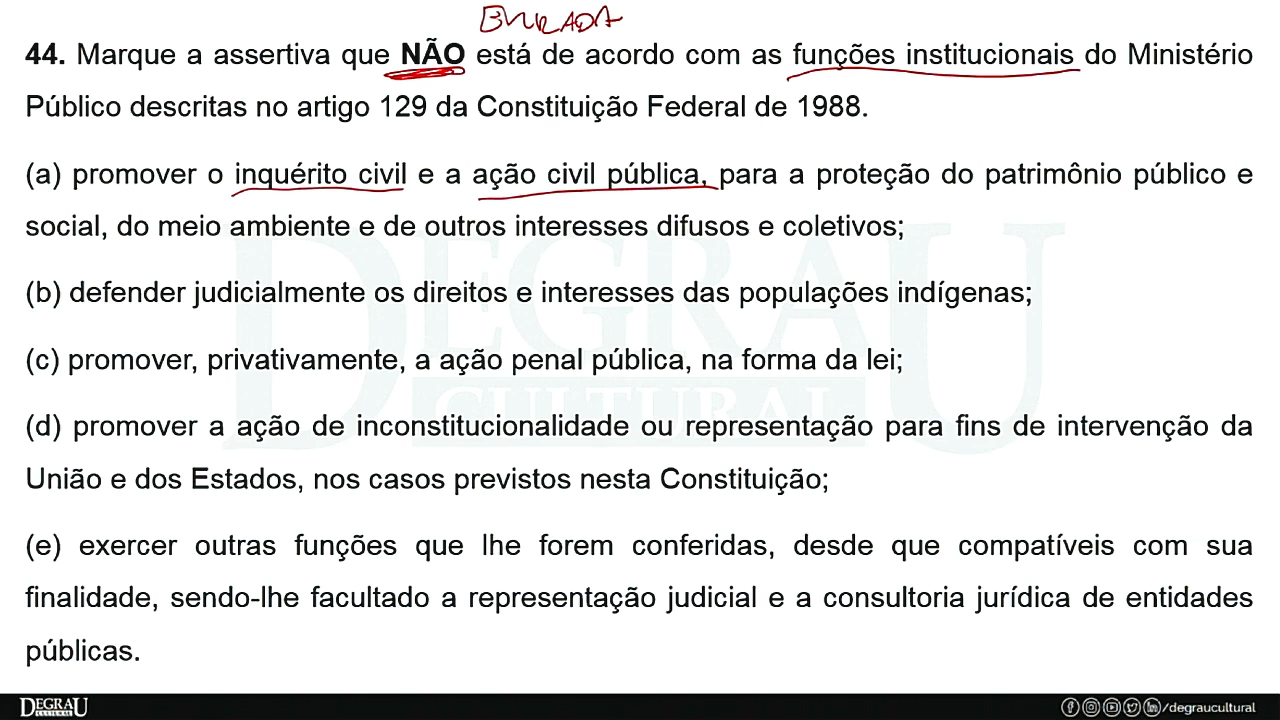 ERRADA
44. Marque a assertiva que NÃO está de acordo com as funções institucionais do Ministério
Público descritas no artigo 129 da Constituição Federal de 1988.
(a) promover o inquérito civil e a ação civil pública, para a proteção do patrimônio público e
social, do meio ambiente e de outros interesses difusos e coletivos;
(b) defender judicialmente os direitos e interesses das populações indígenas;
(c) promover, privativamente, a ação penal pública, na forma da lei;
(d) promover a ação de inconstitucionalidade ou representação para fins de intervenção da
União e dos Estados, nos casos previstos nesta Constituição;
(e) exercer outras funções que lhe forem conferidas, desde que compatíveis com sua
finalidade, sendo-lhe facultado a representação judicial e a consultoria jurídica de entidades
públicas.
DEGRAU CULTURAL
DEGRAU
CULTURAL
/degraucultural